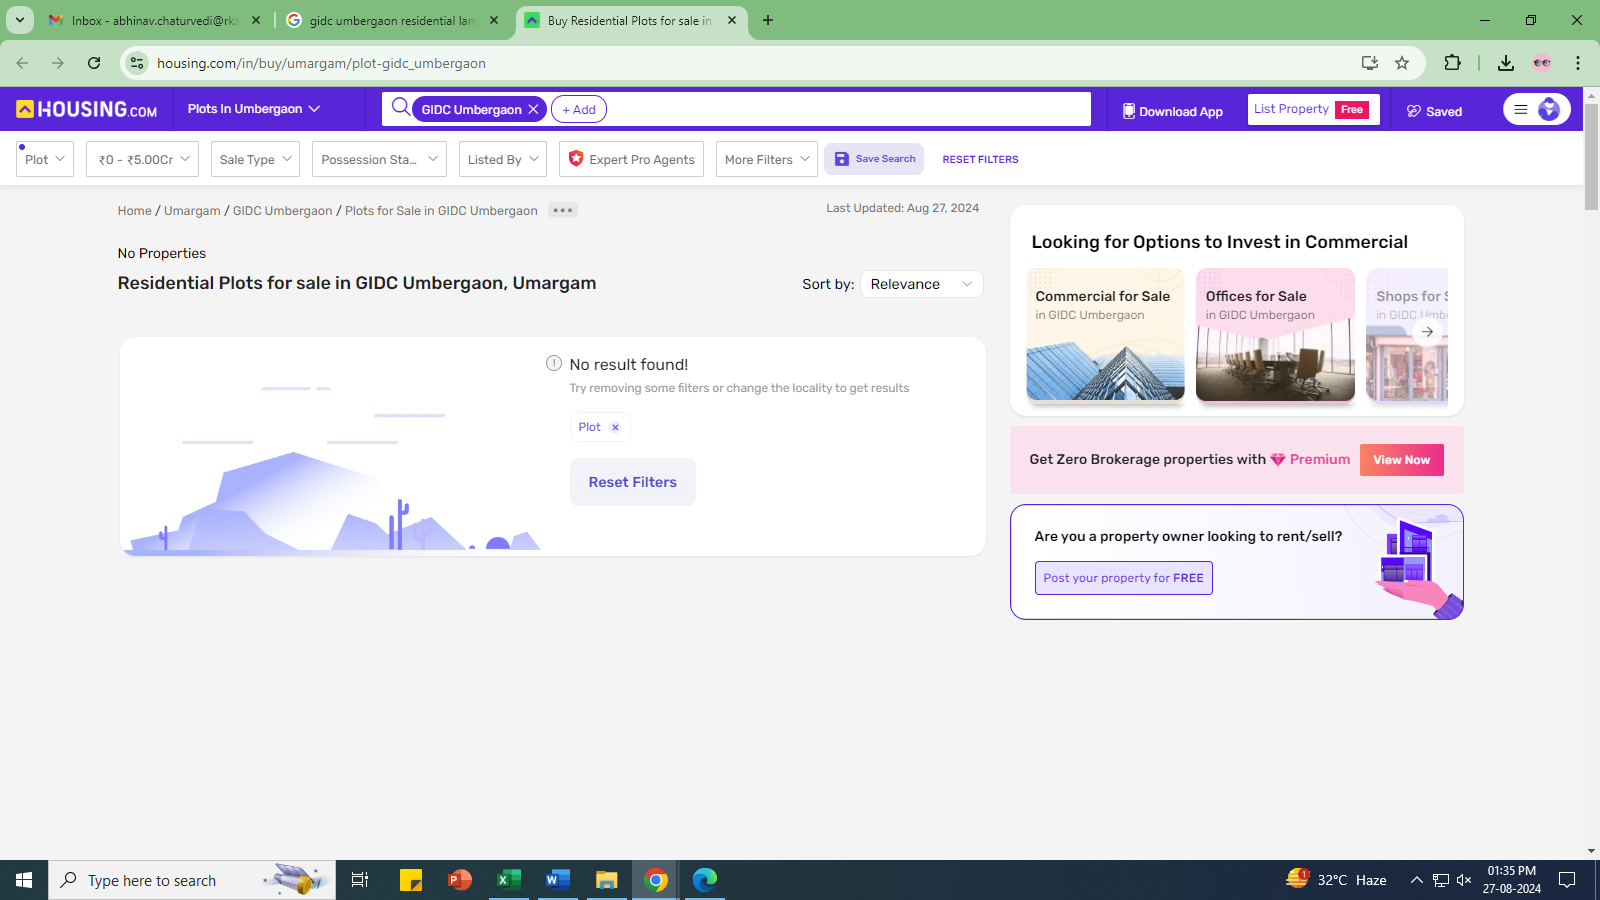 Inbox - abhinav.chaturvedi@rka
gidc umbergaon residential lan
Buy Residential Plots for sale in
housing.com/in/buy/umargam/plot-gidc_umbergaon
HOUSING.COM
Plots In Umbergaon
GIDC Umbergaon
+ Add
Download App
List Property Free
Saved
Plot
₹0 - ₹5.00Cr
Sale Type
Possession Sta...
Listed By
Expert Pro Agents
More Filters
Save Search
RESET FILTERS
Home / Umargam / GIDC Umbergaon / Plots for Sale in GIDC Umbergaon
Last Updated: Aug 27, 2024
No Properties
Residential Plots for sale in GIDC Umbergaon, Umargam
Sort by: Relevance
No result found!
Try removing some filters or change the locality to get results
Plot
Reset Filters
Looking for Options to Invest in Commercial
Commercial for Sale
in GIDC Umbergaon
Offices for Sale
in GIDC Umbergaon
Shops for S
in GIDC Umbe
Get Zero Brokerage properties with Premium
View Now
Are you a property owner looking to rent/sell?
Post your property for FREE
Type here to search
1
32°C Haze
01:35 PM
27-08-2024